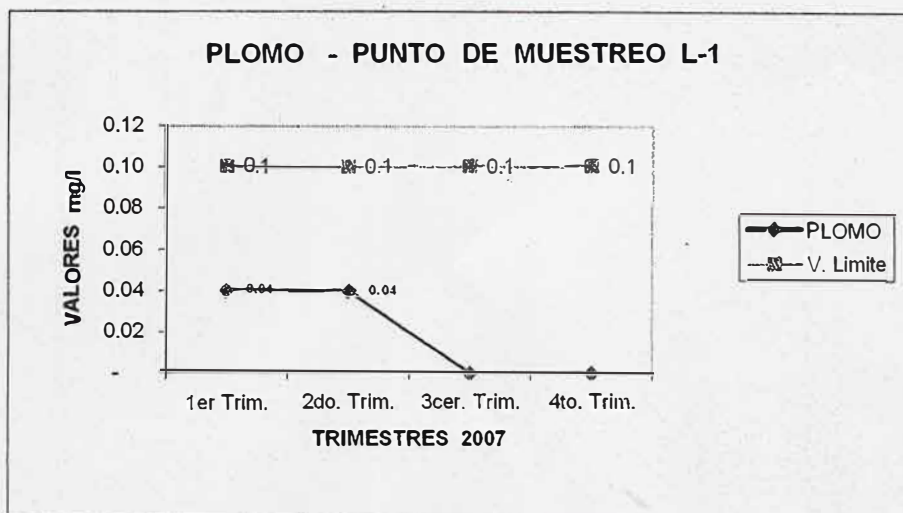 PLOMO - PUNTO DE MUESTREO L-1
VALORES mg/l
0.12
0.10
0.08
0.06
0.04
0.02
-
0.1
0.1
0.1
0.1
0.04
0.04
1er Trim.
2do. Trim.
3cer. Trim.
4to. Trim.
TRIMESTRES 2007
PLOMO
V. Limite